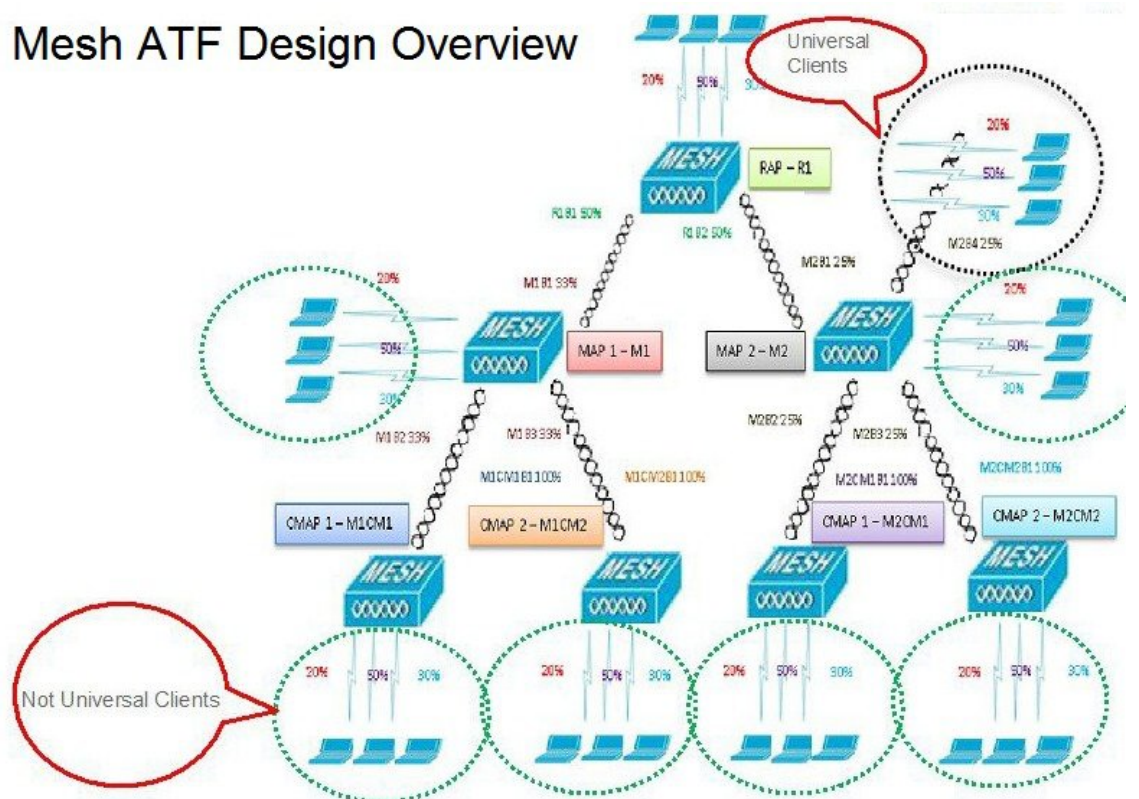 Mesh ATF Design Overview
Universal
Clients
20% 50% 30%
MESH
RAP – R1
20%
50%
30%
R1B1 50%
R1B2 50%
M2B4 25%
M2B1 25%
M1B1 33%
20%
50%
30%
MESH
MAP 1 – M1
MAP 2 – M2
MESH
20%
50%
30%
M1B2 33%
M1B3 33%
M2B2 25%
M2B3 25%
M1CM1B1 100%
M1CM2B1 100%
M2CM1B1 100%
M2CM2B1 100%
CMAP 1 – M1CM1
CMAP 2 – M1CM2
CMAP 1 – M2CM1
CMAP 2 – M2CM2
MESH
MESH
MESH
MESH
Not Universal Clients
20% 50% 30%
20% 50% 30%
20% 50% 30%
20% 50% 30%